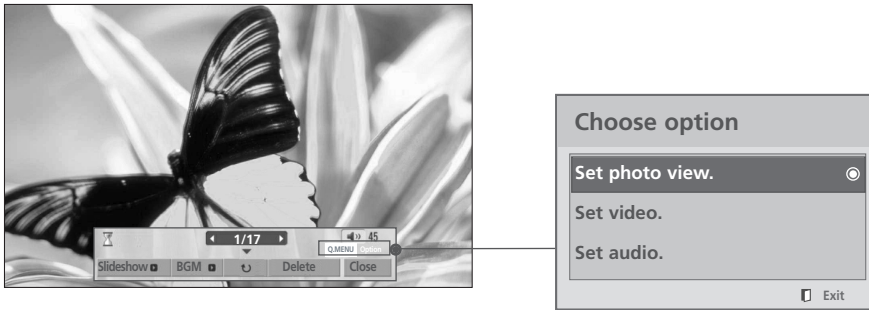 1/17
45
Q.MENU Option
Slideshow BGM Delete Close
Choose option
Set photo view.
Set video.
Set audio.
Exit